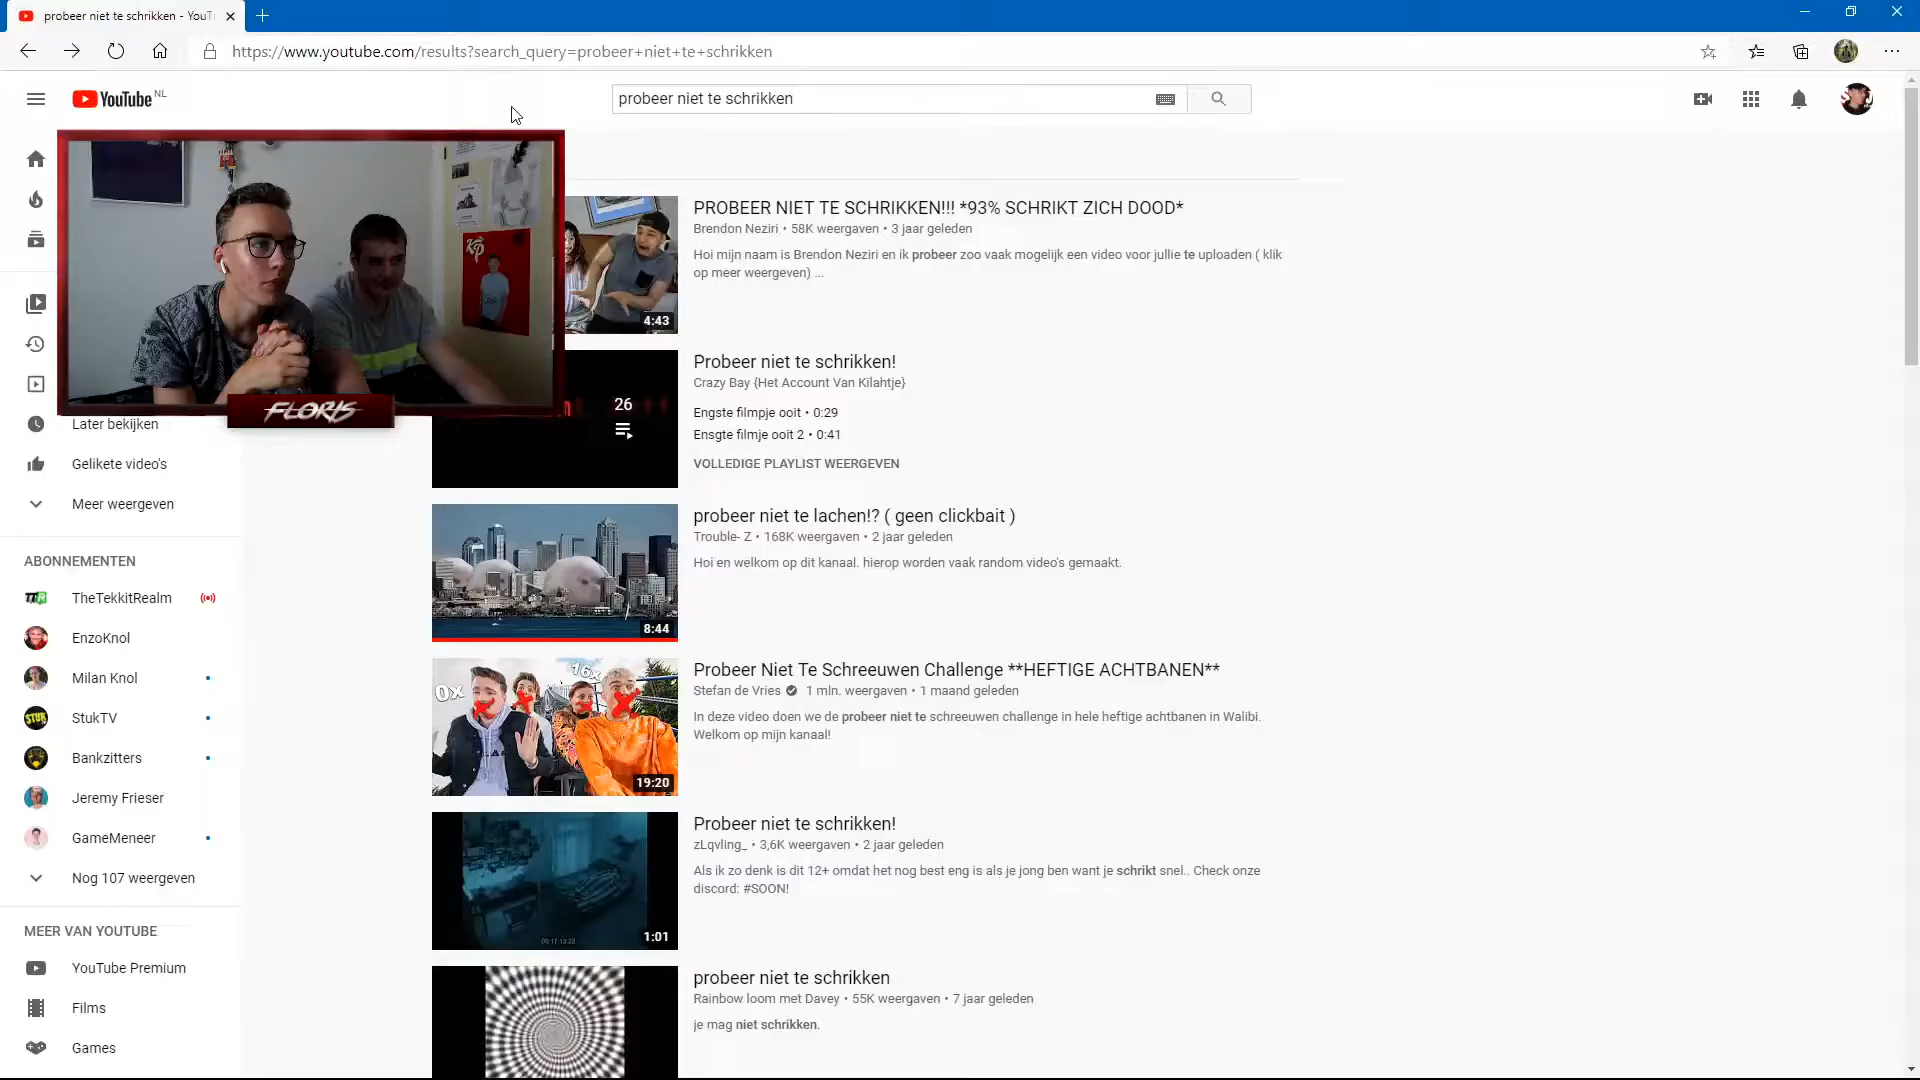 probeer niet te schrikken - YouT
https://www.youtube.com/results?search_query=probeer+niet+te+schrikken
YouTube NL
probeer niet te schrikken
FLORIS
PROBEER NIET TE SCHRIKKEN!!! *93% SCHRIKT ZICH DOOD*
Brendon Neziri • 58K weergaven • 3 jaar geleden
Hoi mijn naam is Brendon Neziri en ik probeer zoo vaak mogelijk een video voor jullie te uploaden ( klik
op meer weergeven) ...
4:43
Probeer niet te schrikken!
Crazy Bay {Het Account Van Kilahtje}
Engste filmpje ooit • 0:29
Ensgte filmje ooit 2 • 0:41
VOLLEDIGE PLAYLIST WEERGEVEN
26
probeer niet te lachen!? ( geen clickbait )
Trouble- Z • 168K weergaven • 2 jaar geleden
Hoi en welkom op dit kanaal. hierop worden vaak random video's gemaakt.
8:44
Probeer Niet Te Schreeuwen Challenge **HEFTIGE ACHTBANEN**
Stefan de Vries 1 mln. weergaven • 1 maand geleden
In deze video doen we de probeer niet te schreeuwen challenge in hele heftige achtbanen in Walibi.
Welkom op mijn kanaal!
0x
16x
19:20
Probeer niet te schrikken!
zLqvling_ • 3,6K weergaven • 2 jaar geleden
Als ik zo denk is dit 12+ omdat het nog best eng is als je jong ben want je schrikt snel.. Check onze
discord: #SOON!
00:17:13:22
1:01
probeer niet te schrikken
Rainbow loom met Davey • 55K weergaven • 7 jaar geleden
je mag niet schrikken.
Later bekijken
Gelikete video's
Meer weergeven
ABONNEMENTEN
TheTekkitRealm
EnzoKnol
Milan Knol
StukTV
Bankzitters
Jeremy Frieser
GameMeneer
Nog 107 weergeven
MEER VAN YOUTUBE
YouTube Premium
Films
Games